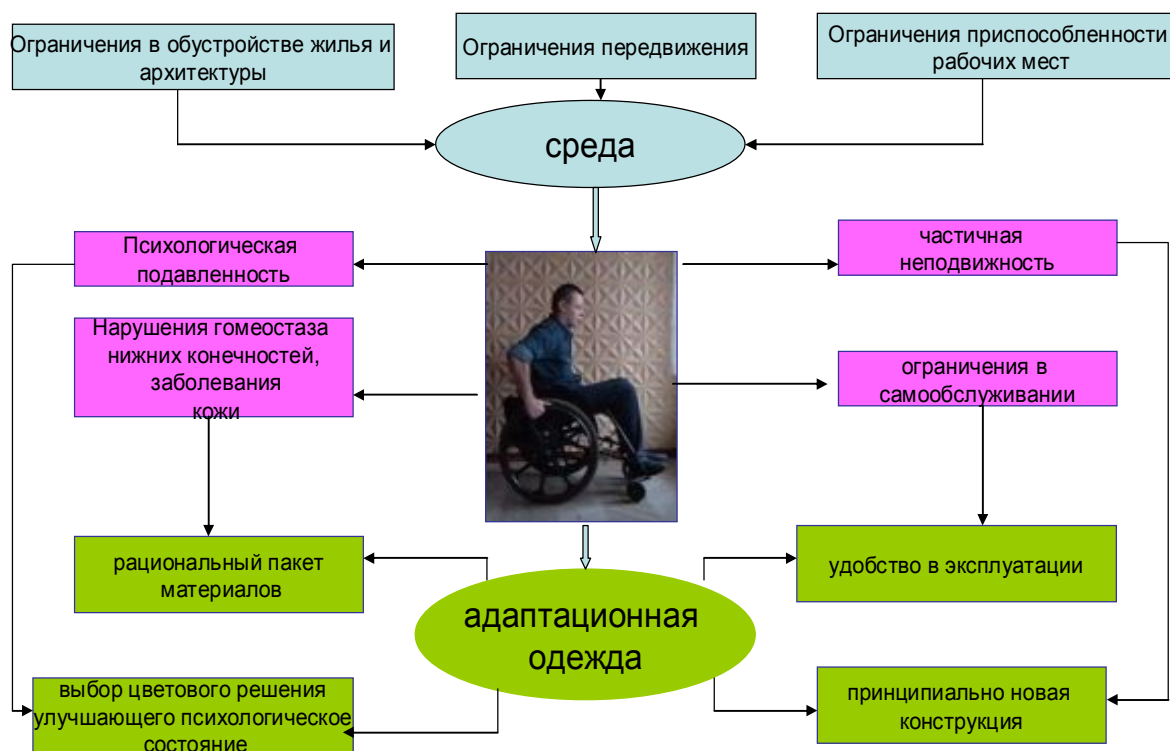 Ограничения в обустройстве жилья и
архитектуры
Ограничения передвижения
Ограничения приспособленности
рабочих мест
среда
Психологическая
подавленность
частичная
неподвижность
Нарушения гомеостаза
нижних конечностей,
заболевания
кожи
ограничения в
самообслуживании
рациональный пакет
материалов
удобство в эксплуатации
адаптационная
одежда
выбор цветового решения
улучшающего психологическое
состояние
принципиально новая
конструкция